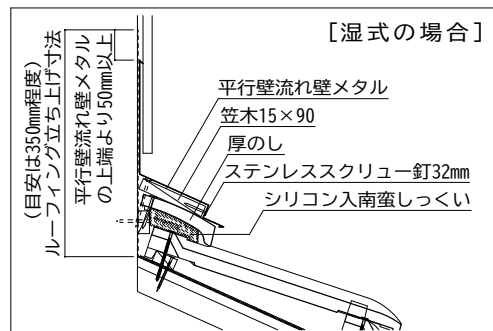 [湿式の場合]
平行壁流れ壁メタル
の上端より50mm以上
ルーフィング立ち上げ寸法
(目安は350mm程度)
平行壁流れ壁メタル
笠木15×90
厚のし
ステンレススクリュー釘32mm
シリコン入南蛮しっくい